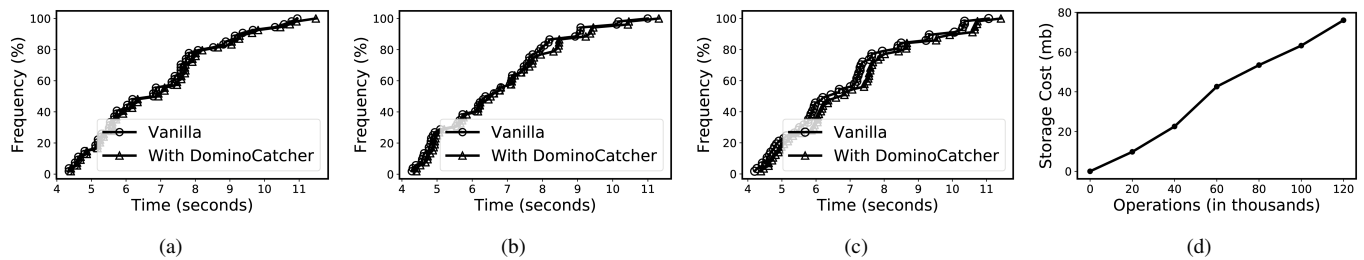 Frequency (%)
100
80
60
40
20
0
Vanilla
With DominoCatcher
4 5 6 7 8 9 10 11
Time (seconds)
(a)
Frequency (%)
100
80
60
40
20
0
Vanilla
With DominoCatcher
4 5 6 7 8 9 10 11
Time (seconds)
(b)
Frequency (%)
100
80
60
40
20
0
Vanilla
With DominoCatcher
4 5 6 7 8 9 10 11
Time (seconds)
(c)
Storage Cost (mb)
80
60
40
20
0
0 20 40 60 80 100 120
Operations (in thousands)
(d)